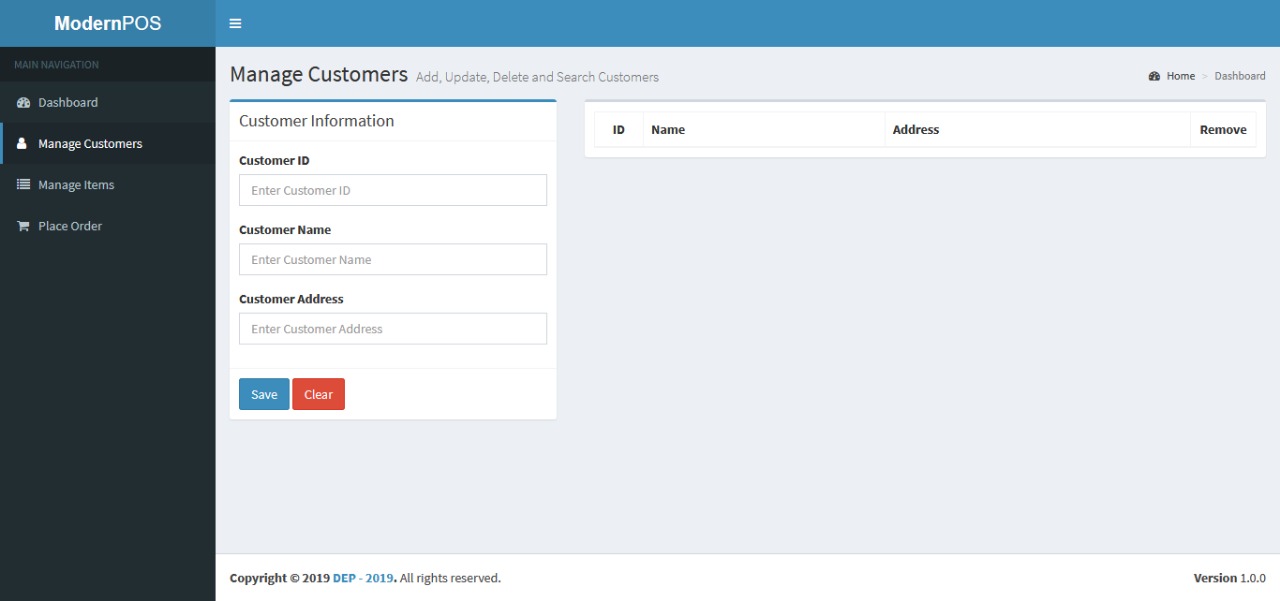 ModernPOS
MAIN NAVIGATION
Dashboard
Manage Customers
Manage Items
Place Order
Manage Customers Add, Update, Delete and Search Customers
Home > Dashboard
Customer Information
Customer ID
Enter Customer ID
Customer Name
Enter Customer Name
Customer Address
Enter Customer Address
Save Clear
ID Name Address Remove
Copyright © 2019 DEP - 2019. All rights reserved.
Version 1.0.0